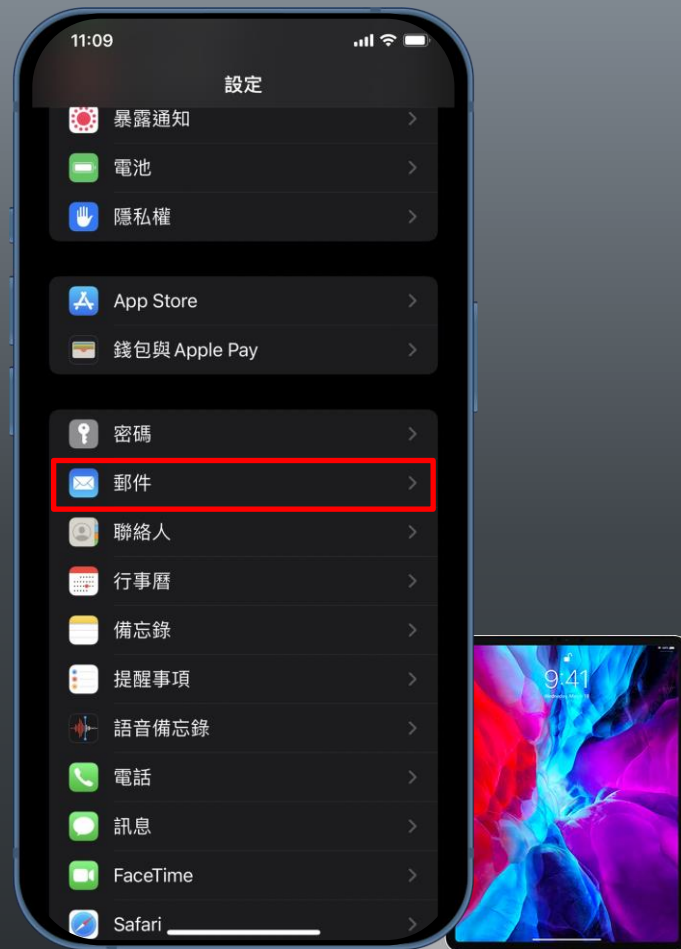 11:09
設定
暴露通知
電池
隱私權
App Store
錢包與 Apple Pay
密碼
郵件
聯絡人
行事曆
備忘錄
提醒事項
語音備忘錄
電話
訊息
FaceTime
Safari
9:41